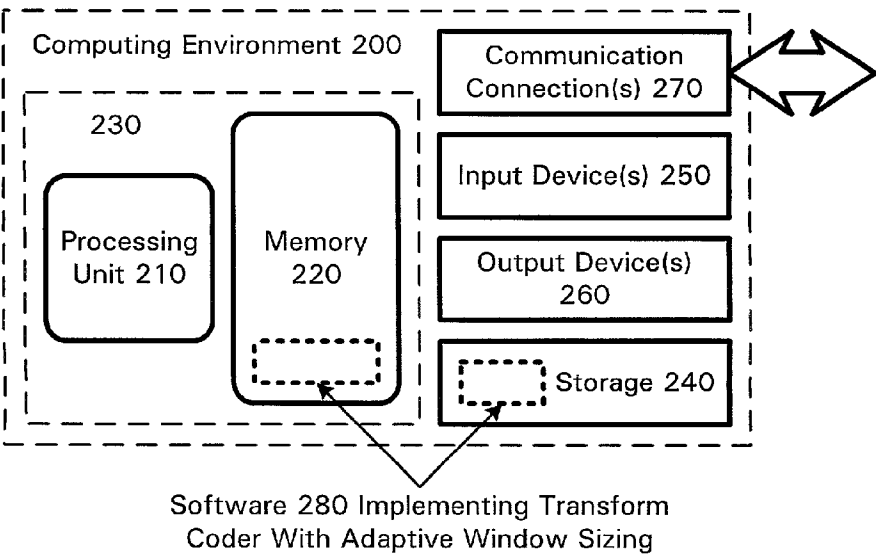 Computing Environment 200
Communication
Connection(s) 270
230
Input Device(s) 250
Processing
Unit 210
Memory
220
Output Device(s)
260
Storage 240
Software 280 Implementing Transform
Coder With Adaptive Window Sizing